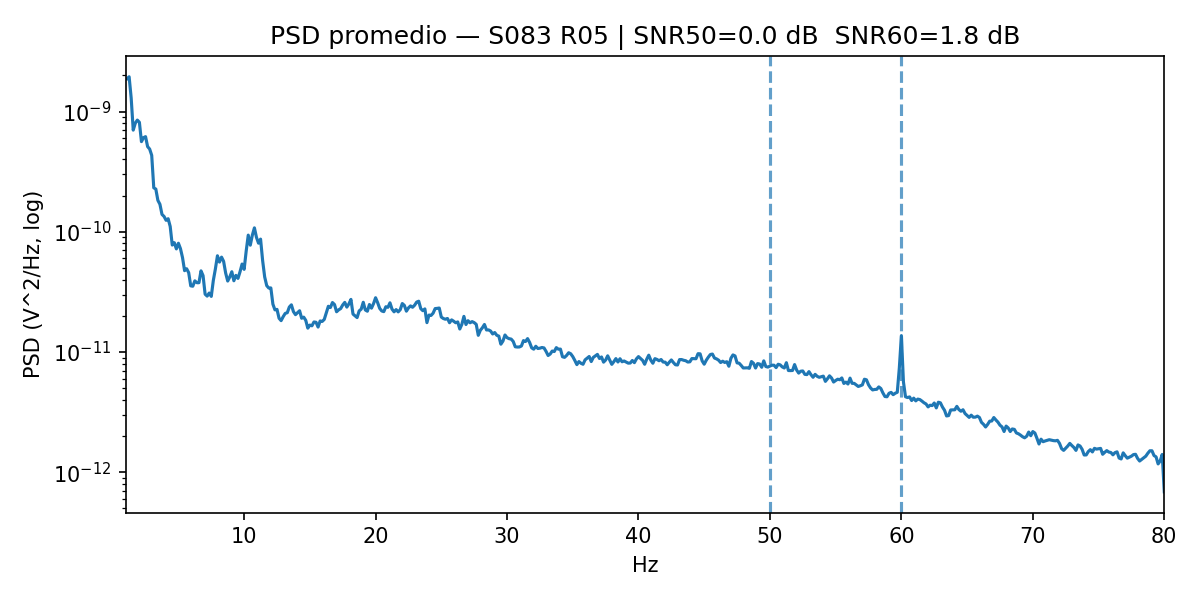 PSD promedio — S083 R05 | SNR50=0.0 dB  SNR60=1.8 dB
PSD (V^2/Hz, log)
10⁻⁹
10⁻¹⁰
10⁻¹¹
10⁻¹²
10 20 30 40 50 60 70 80
Hz